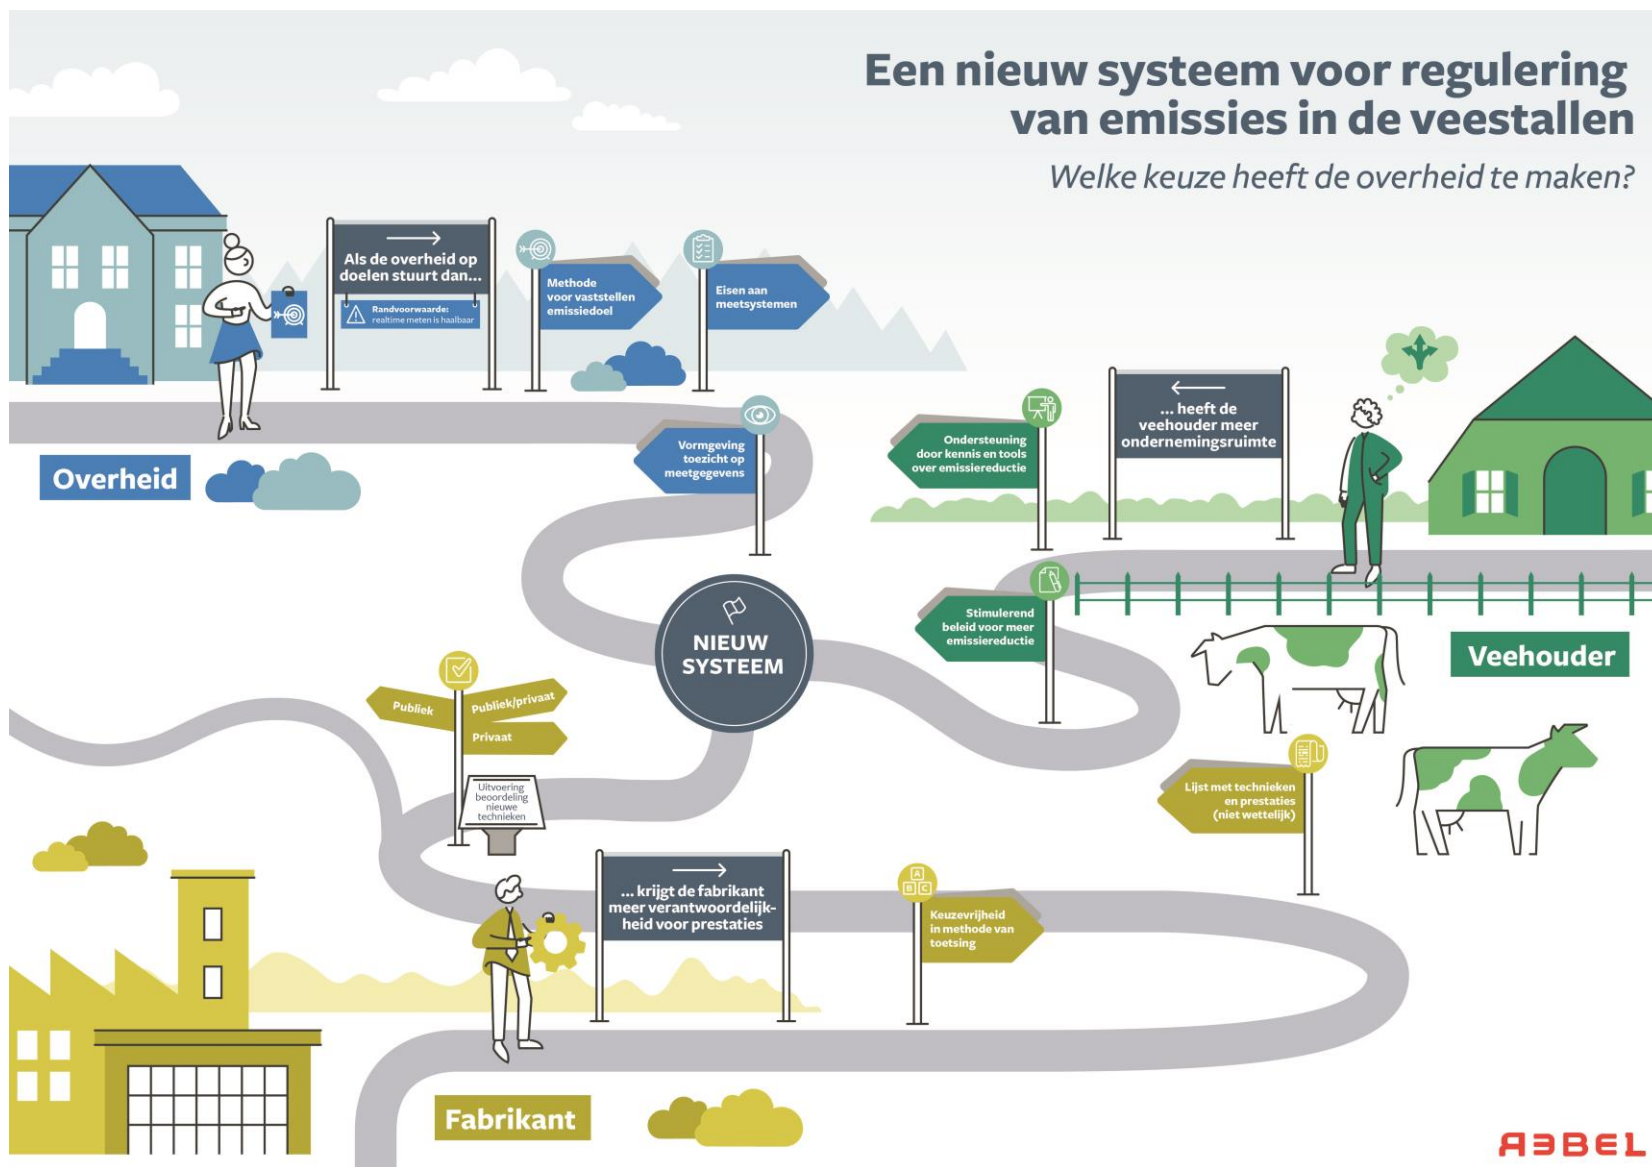 Een nieuw systeem voor regulering
van emissies in de veestallen
Welke keuze heeft de overheid te maken?
Als de overheid op
doelen stuurt dan...
Randvoorwaarde:
realtime meten is haalbaar
Methode
voor vaststellen
emissiedoel
Eisen aan
meetsystemen
Vormgeving
toezicht op
meetgegevens
Overheid
... heeft de
veehouder meer
ondernemingsruimte
Ondersteuning
door kennis en tools
over emissiereductie
Stimulerend
beleid voor meer
emissiereductie
Veehouder
NIEUW
SYSTEEM
Publiek
Publiek/privaat
Privaat
Uitvoering
beoordeling
nieuwe
technieken
Lijst met technieken
en prestaties
(niet wettelijk)
... krijgt de fabrikant
meer verantwoordelijk-
heid voor prestaties
A
B C
Keuzevrijheid
in methode van
toetsing
Fabrikant
REBEL